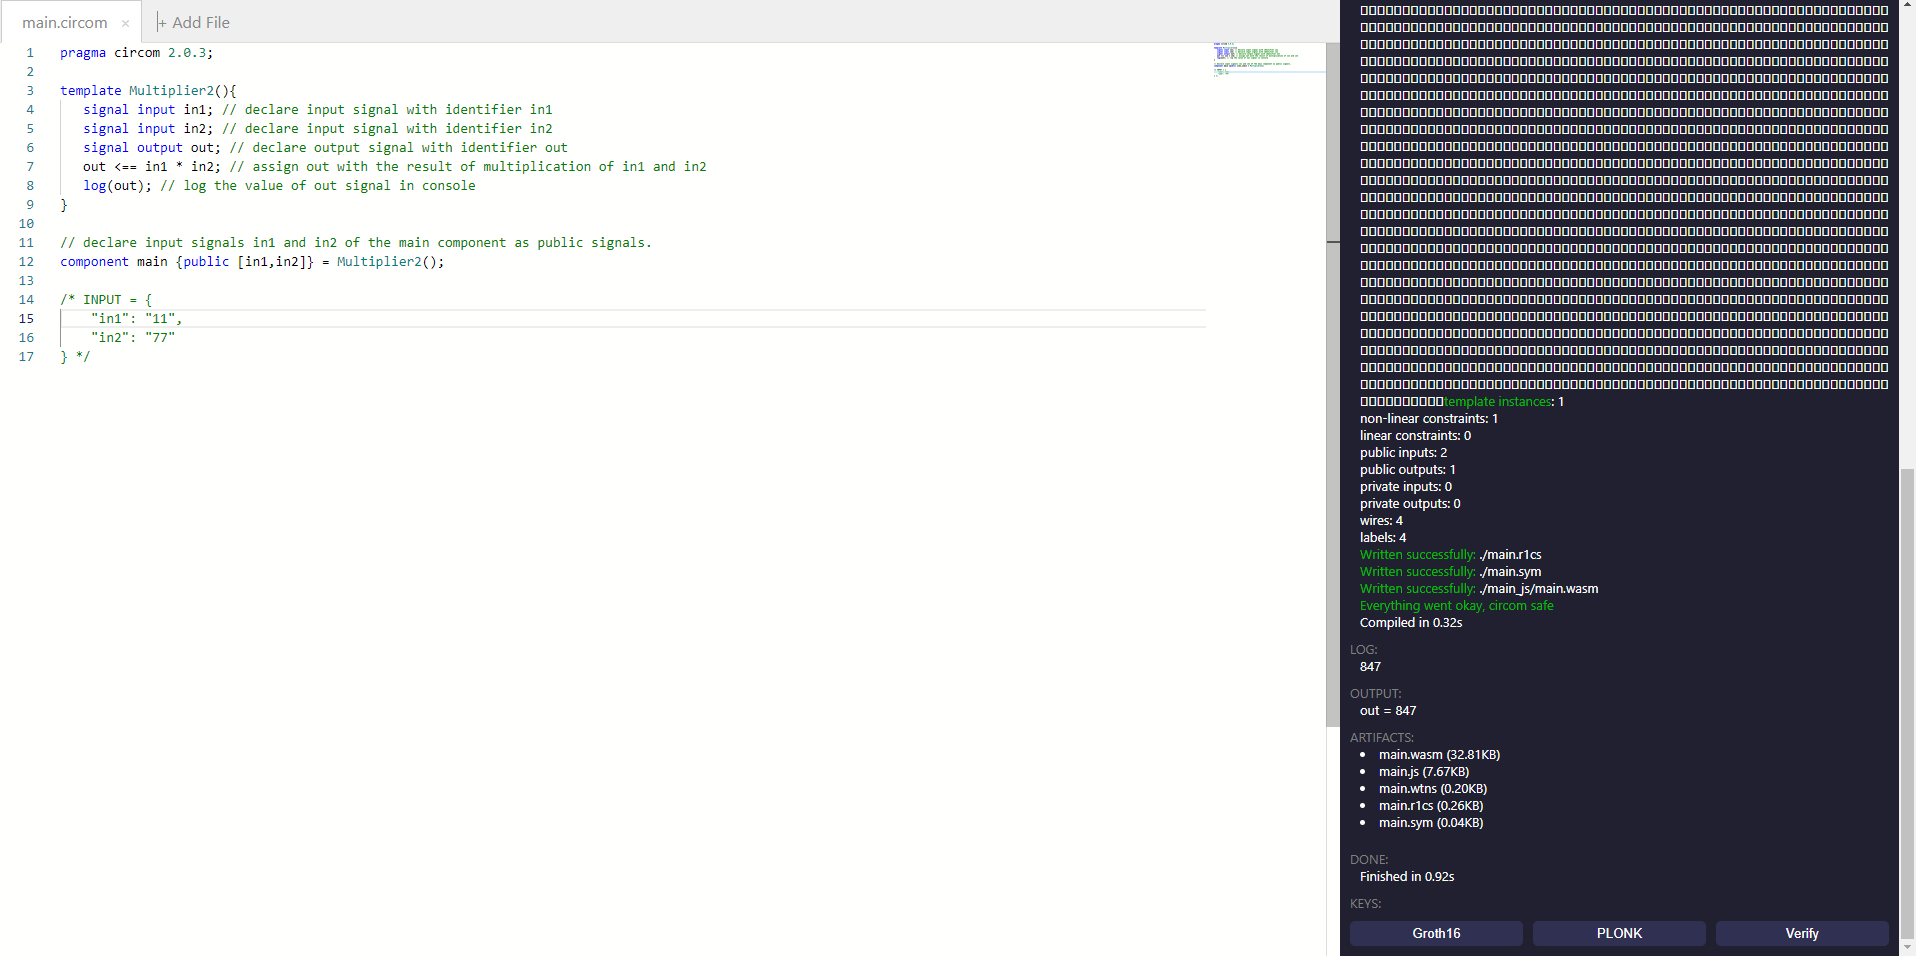 main.circom ×
+ Add File
1 pragma circom 2.0.3;
2
3 template Multiplier2(){
4 signal input in1; // declare input signal with identifier in1
5 signal input in2; // declare input signal with identifier in2
6 signal output out; // declare output signal with identifier out
7 out <== in1 * in2; // assign out with the result of multiplication of in1 and in2
8 log(out); // log the value of out signal in console
9 }
10
11 // declare input signals in1 and in2 of the main component as public signals.
12 component main {public [in1,in2]} = Multiplier2();
13
14 /* INPUT = {
15 "in1": "11",
16 "in2": "77"
17 } */
template instances: 1
non-linear constraints: 1
linear constraints: 0
public inputs: 2
public outputs: 1
private inputs: 0
private outputs: 0
wires: 4
labels: 4
Written successfully: ./main.r1cs
Written successfully: ./main.sym
Written successfully: ./main_js/main.wasm
Everything went okay, circom safe
Compiled in 0.32s
LOG:
847
OUTPUT:
out = 847
ARTIFACTS:
• main.wasm (32.81KB)
• main.js (7.67KB)
• main.wtns (0.20KB)
• main.r1cs (0.26KB)
• main.sym (0.04KB)
DONE:
Finished in 0.92s
KEYS:
Groth16
PLONK
Verify